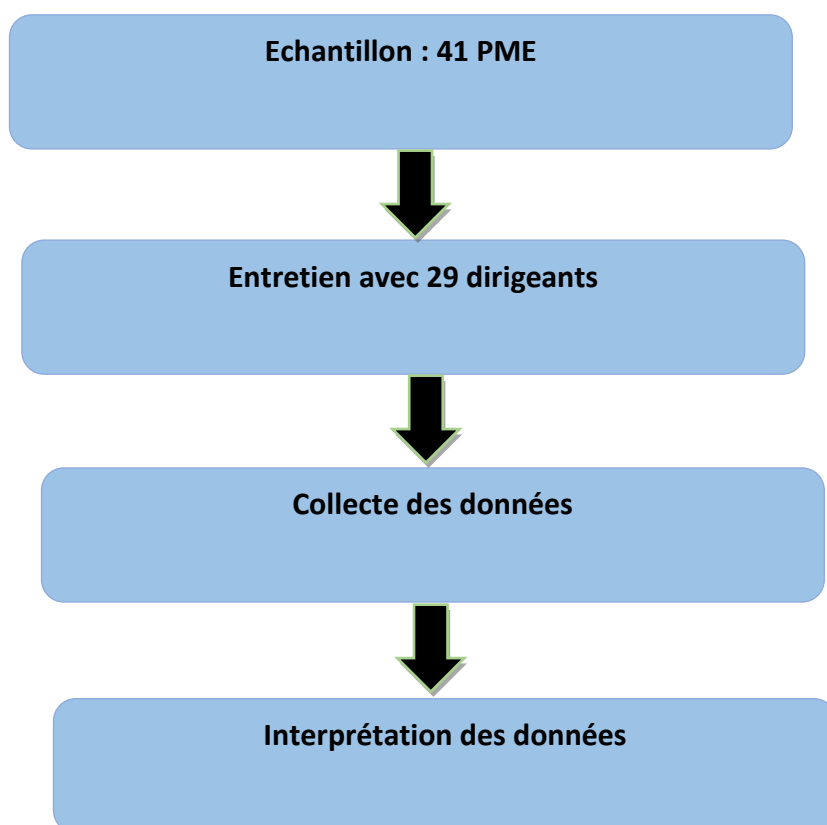 Echantillon : 41 PME
Entretien avec 29 dirigeants
Collecte des données
Interprétation des données